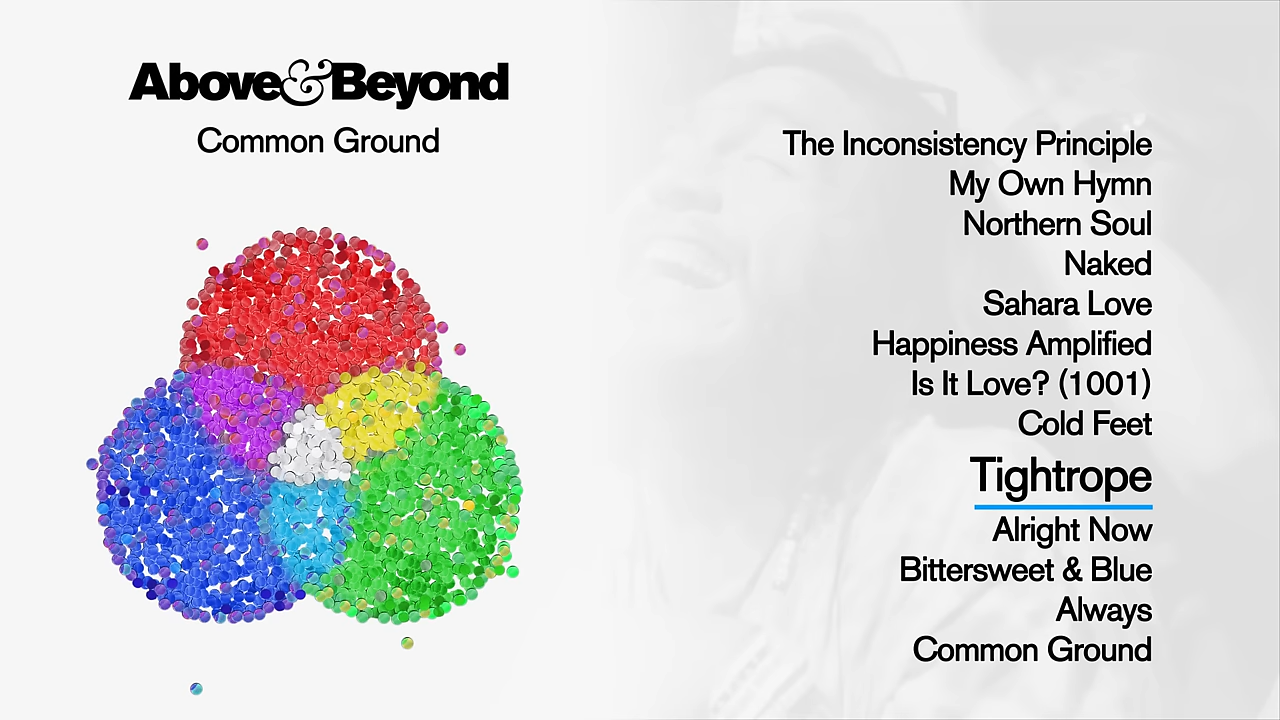 Above & Beyond
Common Ground
The Inconsistency Principle
My Own Hymn
Northern Soul
Naked
Sahara Love
Happiness Amplified
Is It Love? (1001)
Cold Feet
Tightrope
Alright Now
Bittersweet & Blue
Always
Common Ground